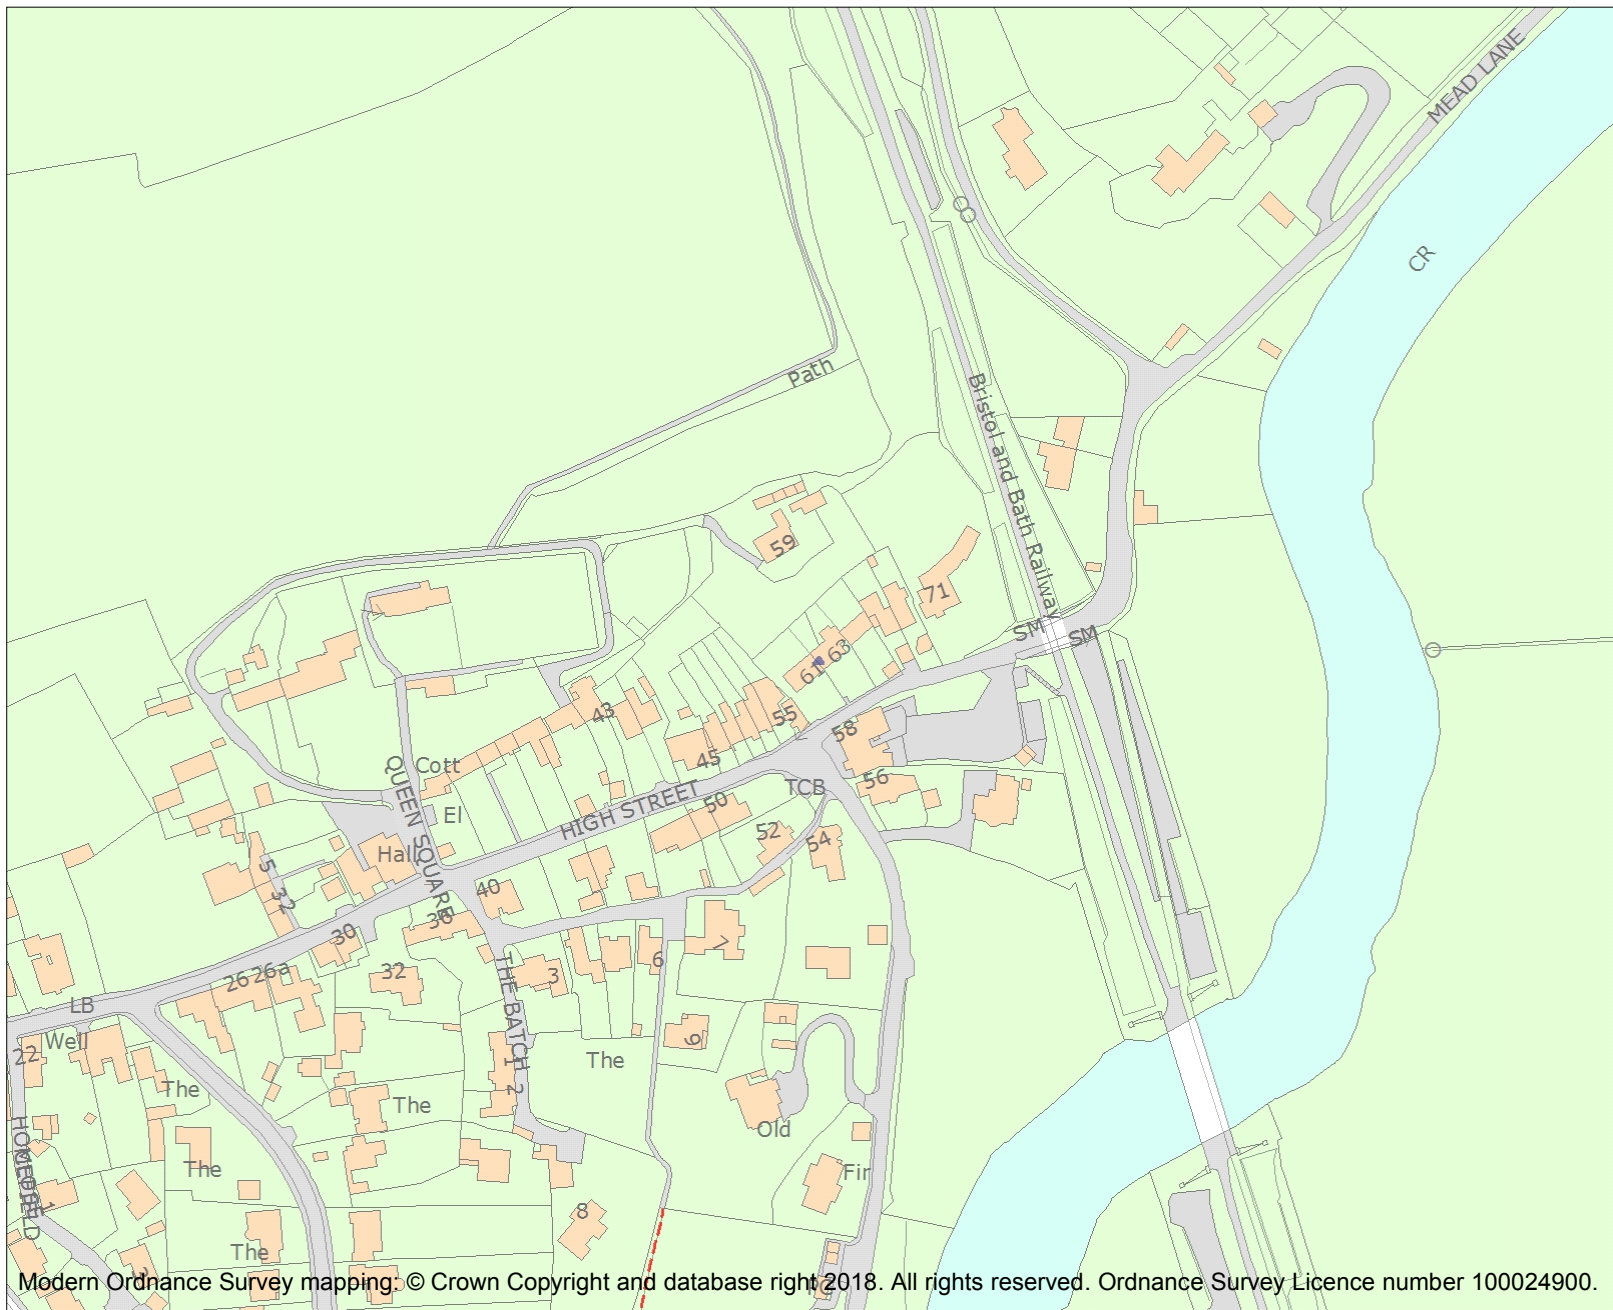 MEAD LANE
CR
Path
Bristol and Bath Railway
59
71
SM
SM
63
61
43
55
58
45
Cott
QUEEN SQUARE
56
TCB
El
HIGH STREET
50
52
54
Hall
5
32
40
36
30
26
26a
32
3
6
7
LB
Well
22
THE BATCH
1
2
9
The
The
The
Old
The
Fir
8
1
The
3
Modern Ordnance Survey mapping: © Crown Copyright and database right 2018. All rights reserved. Ordnance Survey Licence number 100024900.